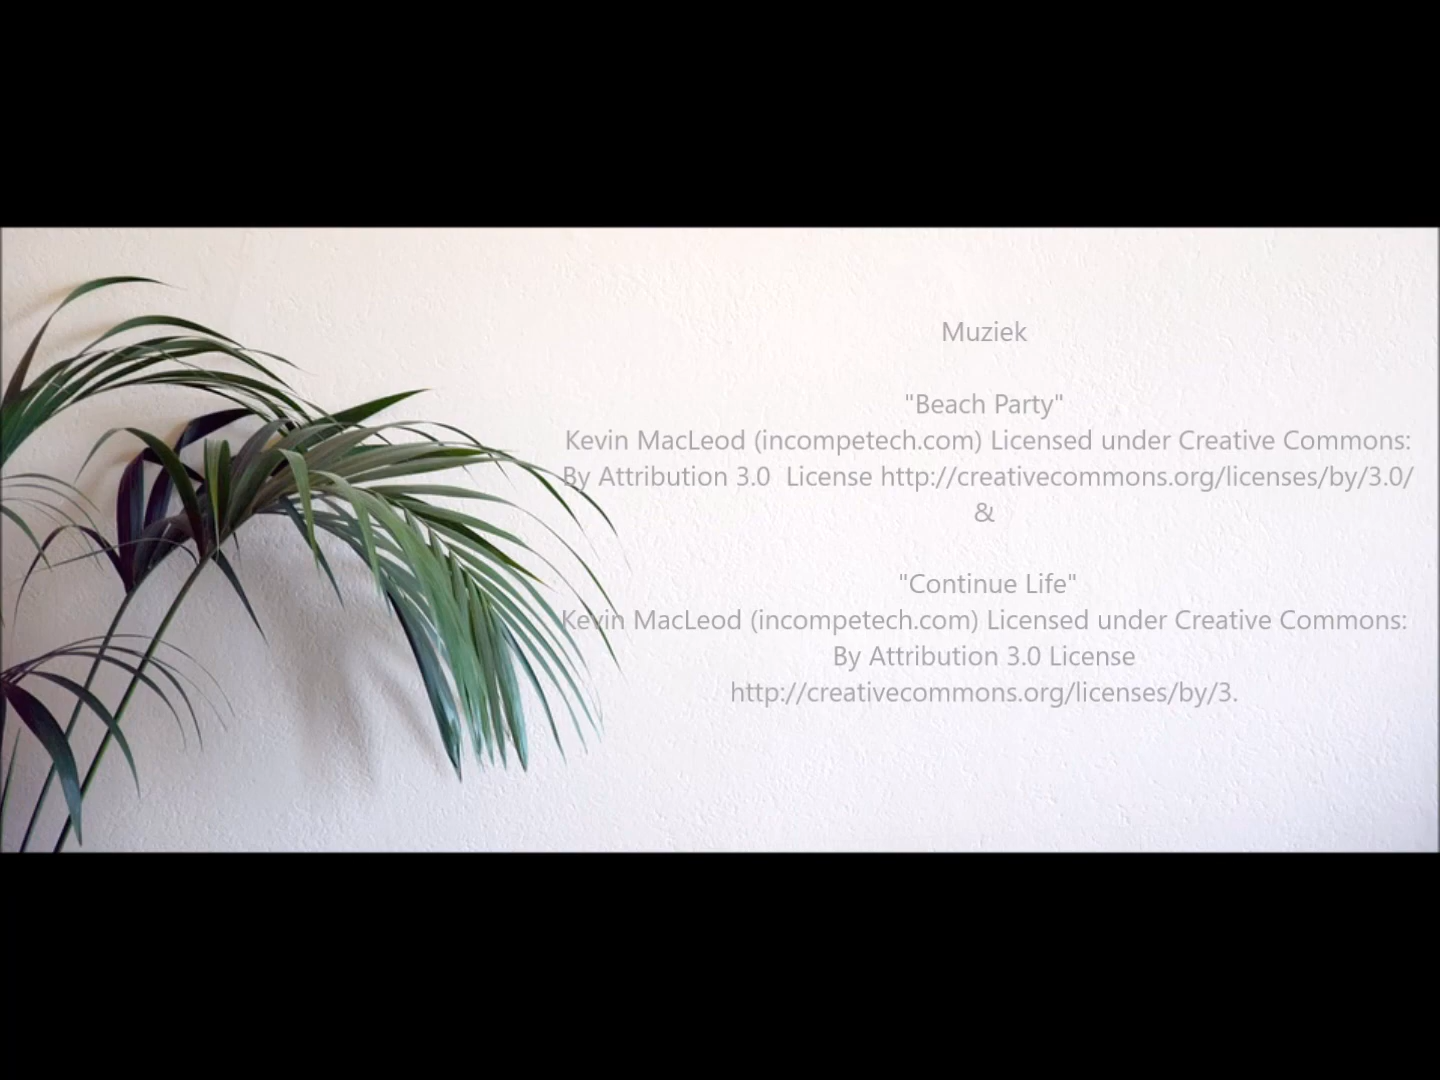 Muziek
"Beach Party"
Kevin MacLeod (incompetech.com) Licensed under Creative Commons:
By Attribution 3.0  License http://creativecommons.org/licenses/by/3.0/
&
"Continue Life"
Kevin MacLeod (incompetech.com) Licensed under Creative Commons:
By Attribution 3.0 License
http://creativecommons.org/licenses/by/3.